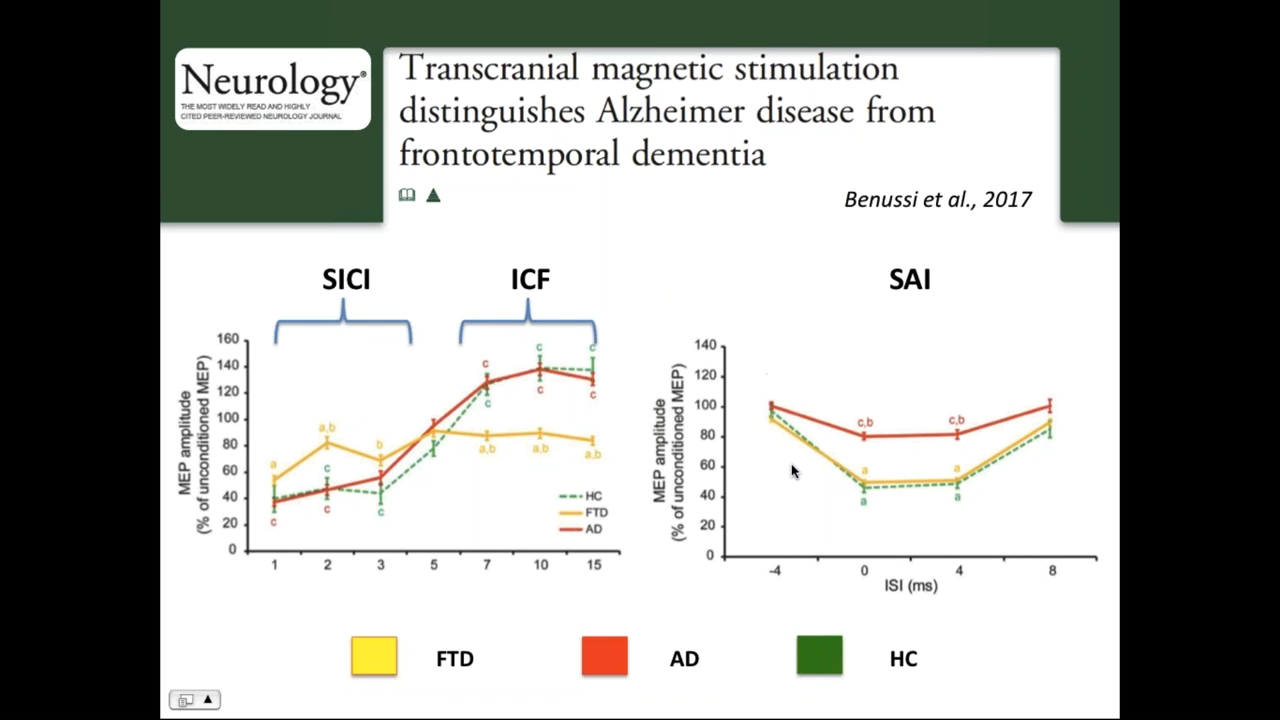 Neurology®
THE MOST WIDELY READ AND HIGHLY
CITED PEER-REVIEWED NEUROLOGY JOURNAL
Transcranial magnetic stimulation
distinguishes Alzheimer disease from
frontotemporal dementia
Benussi et al., 2017
SICI
ICF
SAI
MEP amplitude
(% of unconditioned MEP)
160
140
120
100
80
60
40
20
0
a
c
a,b
c
c
b
c
c
c
a,b
c
c
a,b
c
c
a,b
HC
FTD
AD
1 2 3 5 7 10 15
MEP amplitude
(% of unconditioned MEP)
140
120
100
80
60
40
20
0
c,b
c,b
a
a
a
a
-4 0 4 8
ISI (ms)
FTD
AD
HC